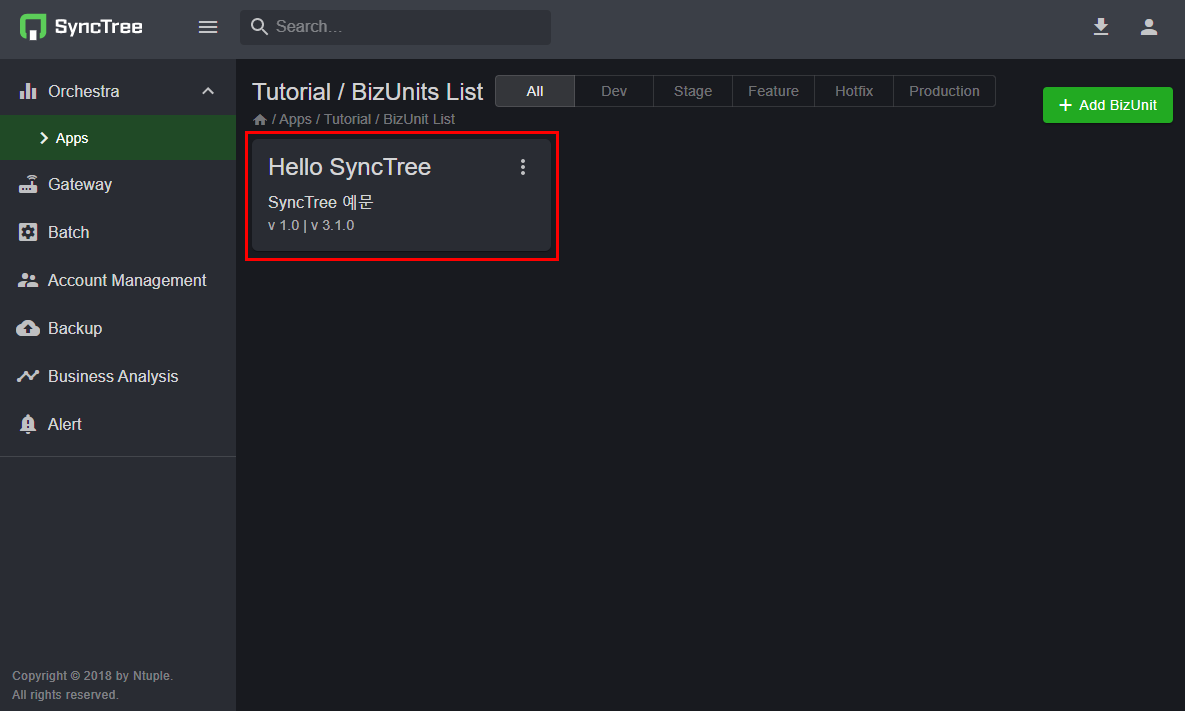 SyncTree
Search...
Orchestra
Apps
Gateway
Batch
Account Management
Backup
Business Analysis
Alert
Copyright © 2018 by Ntuple.
All rights reserved.
Tutorial / BizUnits List
All Dev Stage Feature Hotfix Production
Add BizUnit
/ Apps / Tutorial / BizUnit List
Hello SyncTree
SyncTree 예문
v 1.0 | v 3.1.0